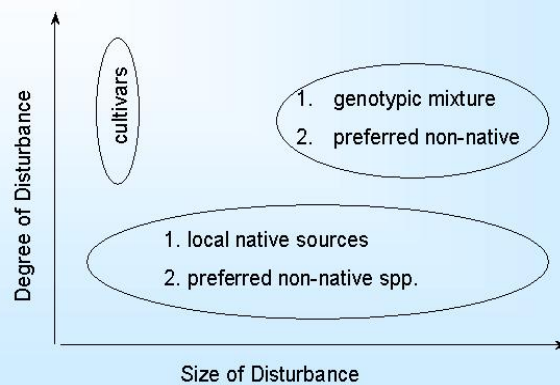 Degree of Disturbance
cultivars
1. genotypic mixture
2. preferred non-native
1. local native sources
2. preferred non-native spp.
Size of Disturbance